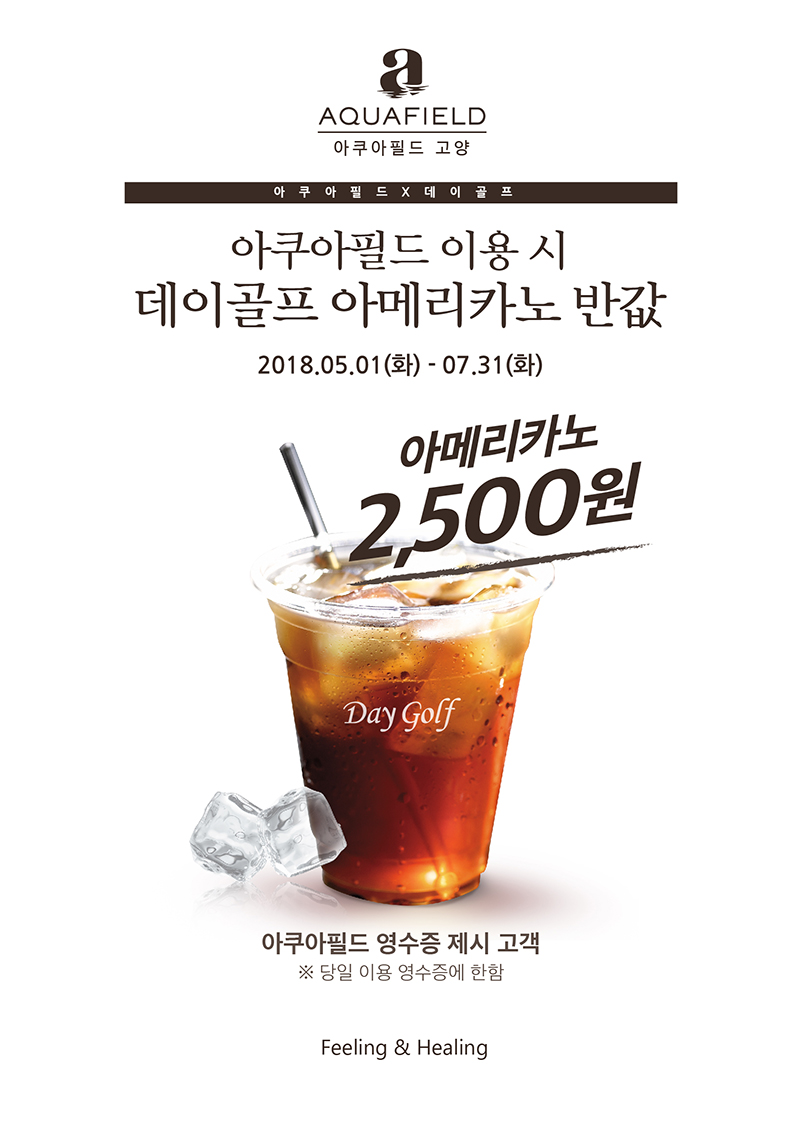 a
AQUAFIELD
아쿠아필드 고양
아쿠아필드X데이골프
아쿠아필드 이용 시
데이골프 아메리카노 반값
2018.05.01(화) - 07.31(화)
아메리카노
2,500원
Day Golf
아쿠아필드 영수증 제시 고객
※ 당일 이용 영수증에 한함
Feeling & Healing